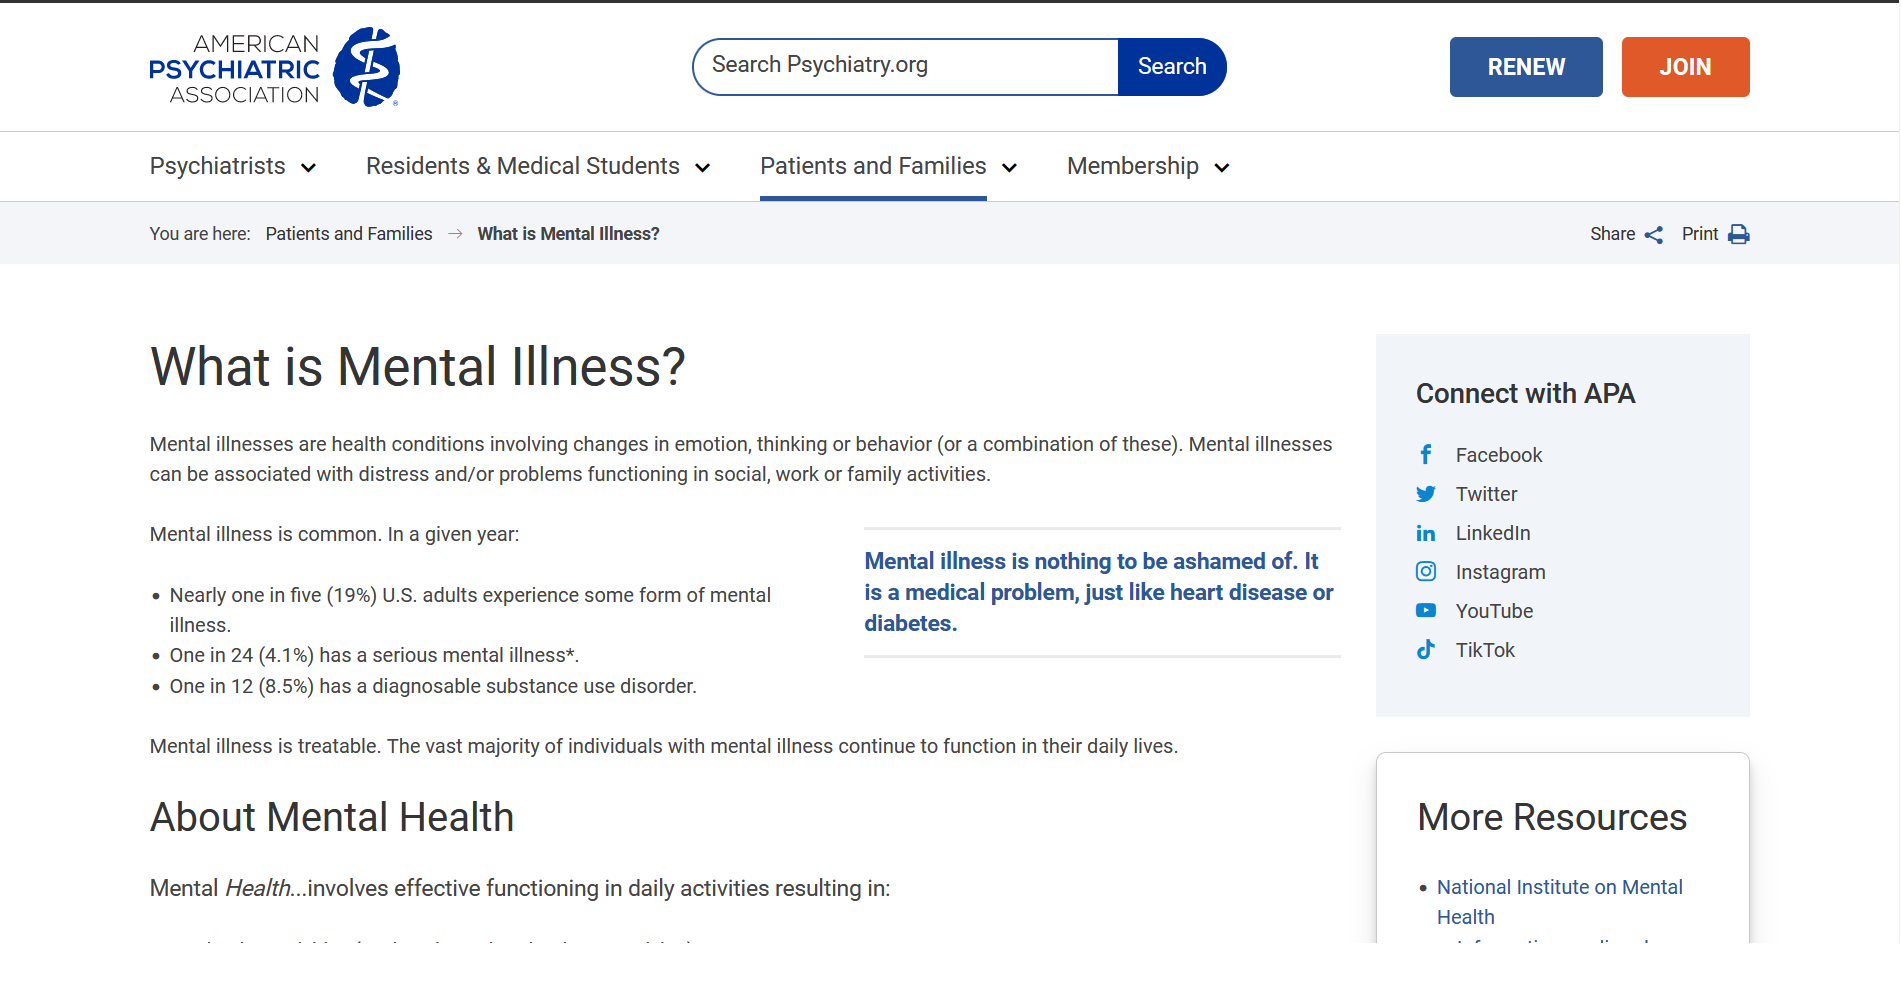 AMERICAN
PSYCHIATRIC
ASSOCIATION
®
Search Psychiatry.org
Search
RENEW
JOIN
Psychiatrists
Residents & Medical Students
Patients and Families
Membership
You are here: Patients and Families → What is Mental Illness?
Share
Print
What is Mental Illness?
Mental illnesses are health conditions involving changes in emotion, thinking or behavior (or a combination of these). Mental illnesses
can be associated with distress and/or problems functioning in social, work or family activities.
Mental illness is common. In a given year:
• Nearly one in five (19%) U.S. adults experience some form of mental
illness.
• One in 24 (4.1%) has a serious mental illness*.
• One in 12 (8.5%) has a diagnosable substance use disorder.
Mental illness is nothing to be ashamed of. It
is a medical problem, just like heart disease or
diabetes.
Mental illness is treatable. The vast majority of individuals with mental illness continue to function in their daily lives.
About Mental Health
Mental Health...involves effective functioning in daily activities resulting in:
Connect with APA
Facebook
Twitter
LinkedIn
Instagram
YouTube
TikTok
More Resources
• National Institute on Mental
Health